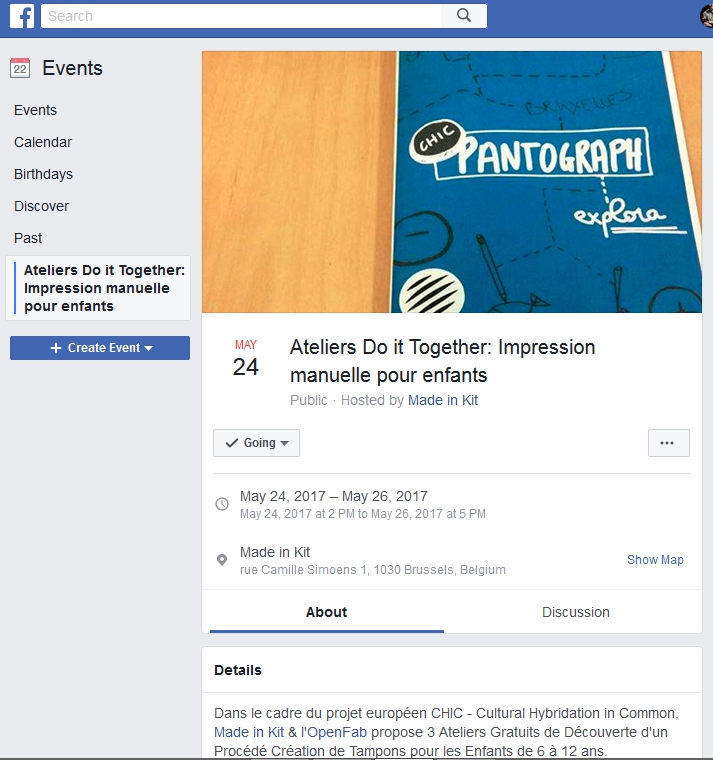 f
Search
22
Events
Events
Calendar
Birthdays
Discover
Past
Ateliers Do it Together:
Impression manuelle
pour enfants
+ Create Event
BRUXELLES
CHIC
PANTOGRAPH
explora
MAY
24
Ateliers Do it Together: Impression
manuelle pour enfants
Public · Hosted by Made in Kit
Going
May 24, 2017 – May 26, 2017
May 24, 2017 at 2 PM to May 26, 2017 at 5 PM
Made in Kit
rue Camille Simoens 1, 1030 Brussels, Belgium
Show Map
About
Discussion
Details
Dans le cadre du projet européen CHIC - Cultural Hybridation in Common,
Made in Kit & l'OpenFab propose 3 Ateliers Gratuits de Découverte d'un
Procédé Création de Tampons pour les Enfants de 6 à 12 ans.